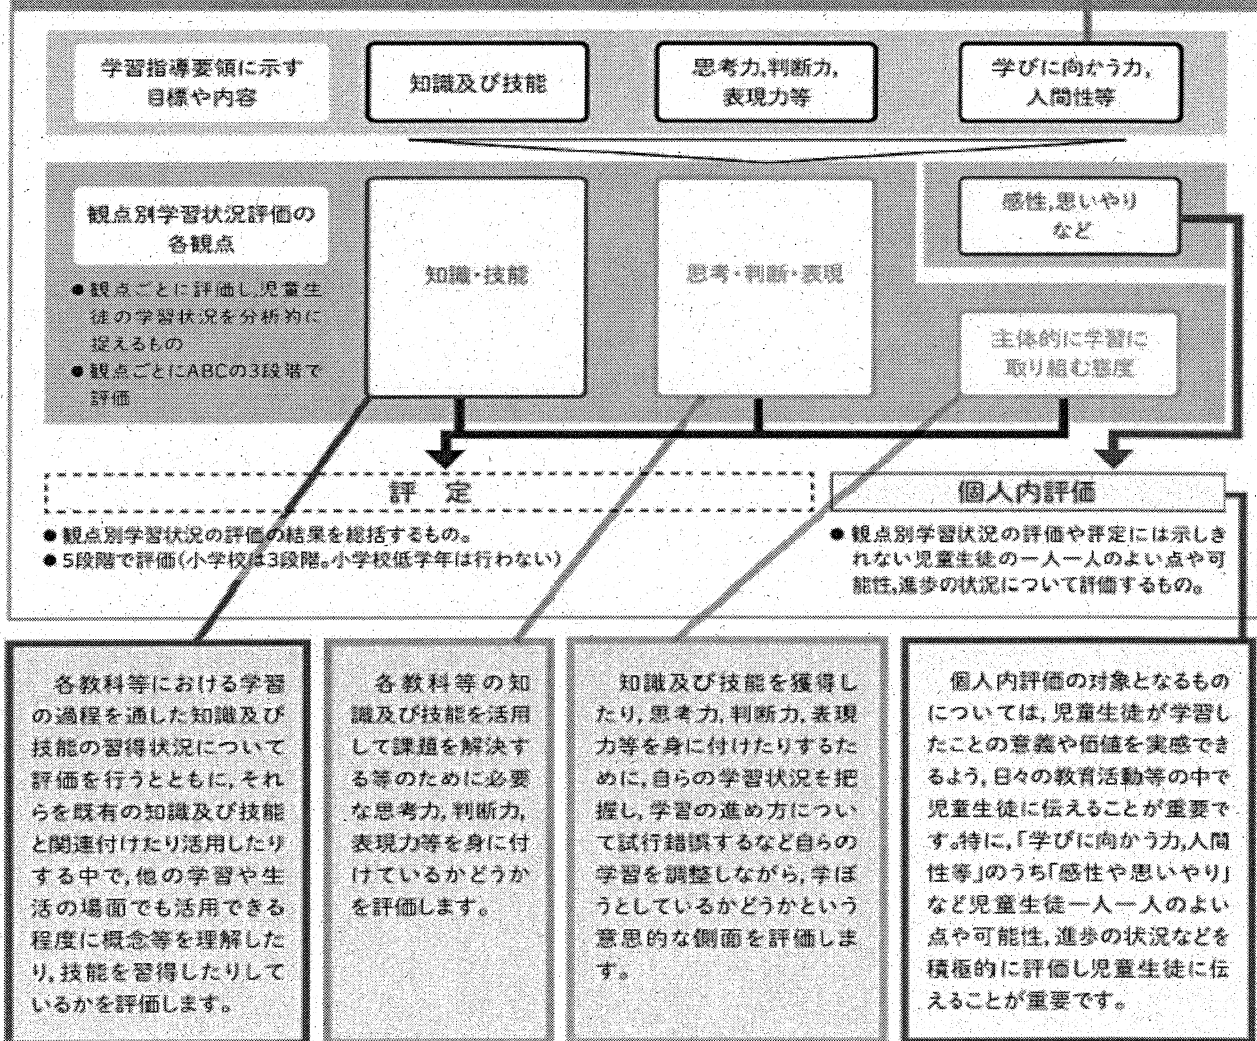 学習指導要領に示す
目標や内容
知識及び技能
思考力,判断力,
表現力等
学びに向かう力,
人間性等
観点別学習状況評価の
各観点
●観点ごとに評価し,児童生
徒の学習状況を分析的に
捉えるもの
●観点ごとにABCの3段階で
評価
知識・技能
思考・判断・表現
感性,思いやり
など
主体的に学習に
取り組む態度
評 定
●観点別学習状況の評価の結果を総括するもの。
●5段階で評価(小学校は3段階。小学校低学年は行わない)
個人内評価
●観点別学習状況の評価や評定には示しき
れない児童生徒の一人一人のよい点や可
能性,進歩の状況について評価するもの。
各教科等における学習
の過程を通した知識及び
技能の習得状況について
評価を行うとともに,それ
らを既有の知識及び技能
と関連付けたり活用したり
する中で,他の学習や生
活の場面でも活用できる
程度に概念等を理解した
り,技能を習得したりして
いるかを評価します。
各教科等の知
識及び技能を活用
して課題を解決す
る等のために必要
な思考力,判断力,
表現力等を身に付
けているかどうか
を評価します。
知識及び技能を獲得し
たり,思考力,判断力,表現
力等を身に付けたりするた
めに,自らの学習状況を把
握し,学習の進め方につい
て試行錯誤するなど自らの
学習を調整しながら,学ぼ
うとしているかどうかという
意思的な側面を評価しま
す。
個人内評価の対象となるもの
については,児童生徒が学習し
たことの意義や価値を実感でき
るよう,日々の教育活動等の中で
児童生徒に伝えることが重要で
す。特に,「学びに向かう力,人間
性等」のうち「感性や思いやり」
など児童生徒一人一人のよい
点や可能性,進歩の状況などを
積極的に評価し児童生徒に伝
えることが重要です。